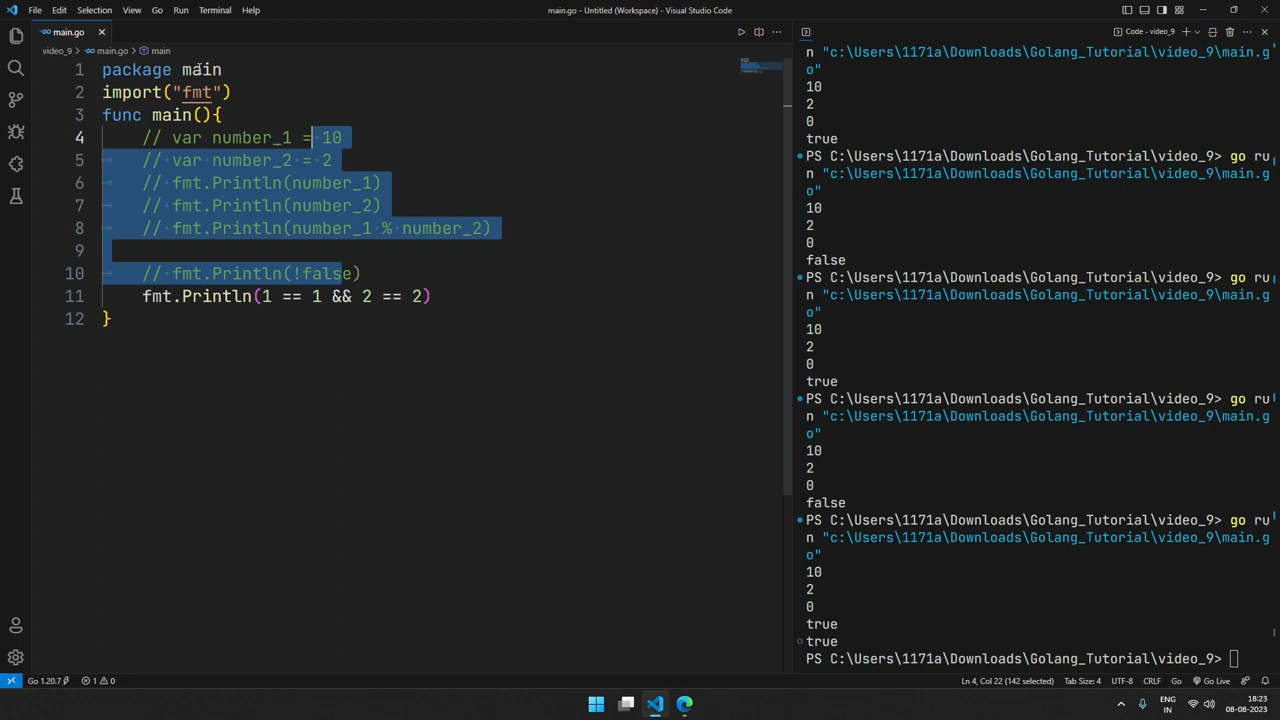 File Edit Selection View Go Run Terminal Help
main.go - Untitled (Workspace) - Visual Studio Code
main.go
video_9 > main.go > main
1 package main
2 import("fmt")
3 func main(){
4 // var number_1 = 10
5 // var number_2 = 2
6 // fmt.Println(number_1)
7 // fmt.Println(number_2)
8 // fmt.Println(number_1 % number_2)
9
10 // fmt.Println(!false)
11 fmt.Println(1 == 1 && 2 == 2)
12 }
Code - video_9
n "c:\Users\1171a\Downloads\Golang_Tutorial\video_9\main.g
o"
10
2
0
true
PS C:\Users\1171a\Downloads\Golang_Tutorial\video_9> go ru
n "c:\Users\1171a\Downloads\Golang_Tutorial\video_9\main.g
o"
10
2
0
false
PS C:\Users\1171a\Downloads\Golang_Tutorial\video_9> go ru
n "c:\Users\1171a\Downloads\Golang_Tutorial\video_9\main.g
o"
10
2
0
true
PS C:\Users\1171a\Downloads\Golang_Tutorial\video_9> go ru
n "c:\Users\1171a\Downloads\Golang_Tutorial\video_9\main.g
o"
10
2
0
false
PS C:\Users\1171a\Downloads\Golang_Tutorial\video_9> go ru
n "c:\Users\1171a\Downloads\Golang_Tutorial\video_9\main.g
o"
10
2
0
true
true
PS C:\Users\1171a\Downloads\Golang_Tutorial\video_9>
Go 1.20.7 1 0
Ln 4, Col 22 (142 selected) Tab Size: 4 UTF-8 CRLF Go Go Live
ENG
IN
18:23
08-08-2023